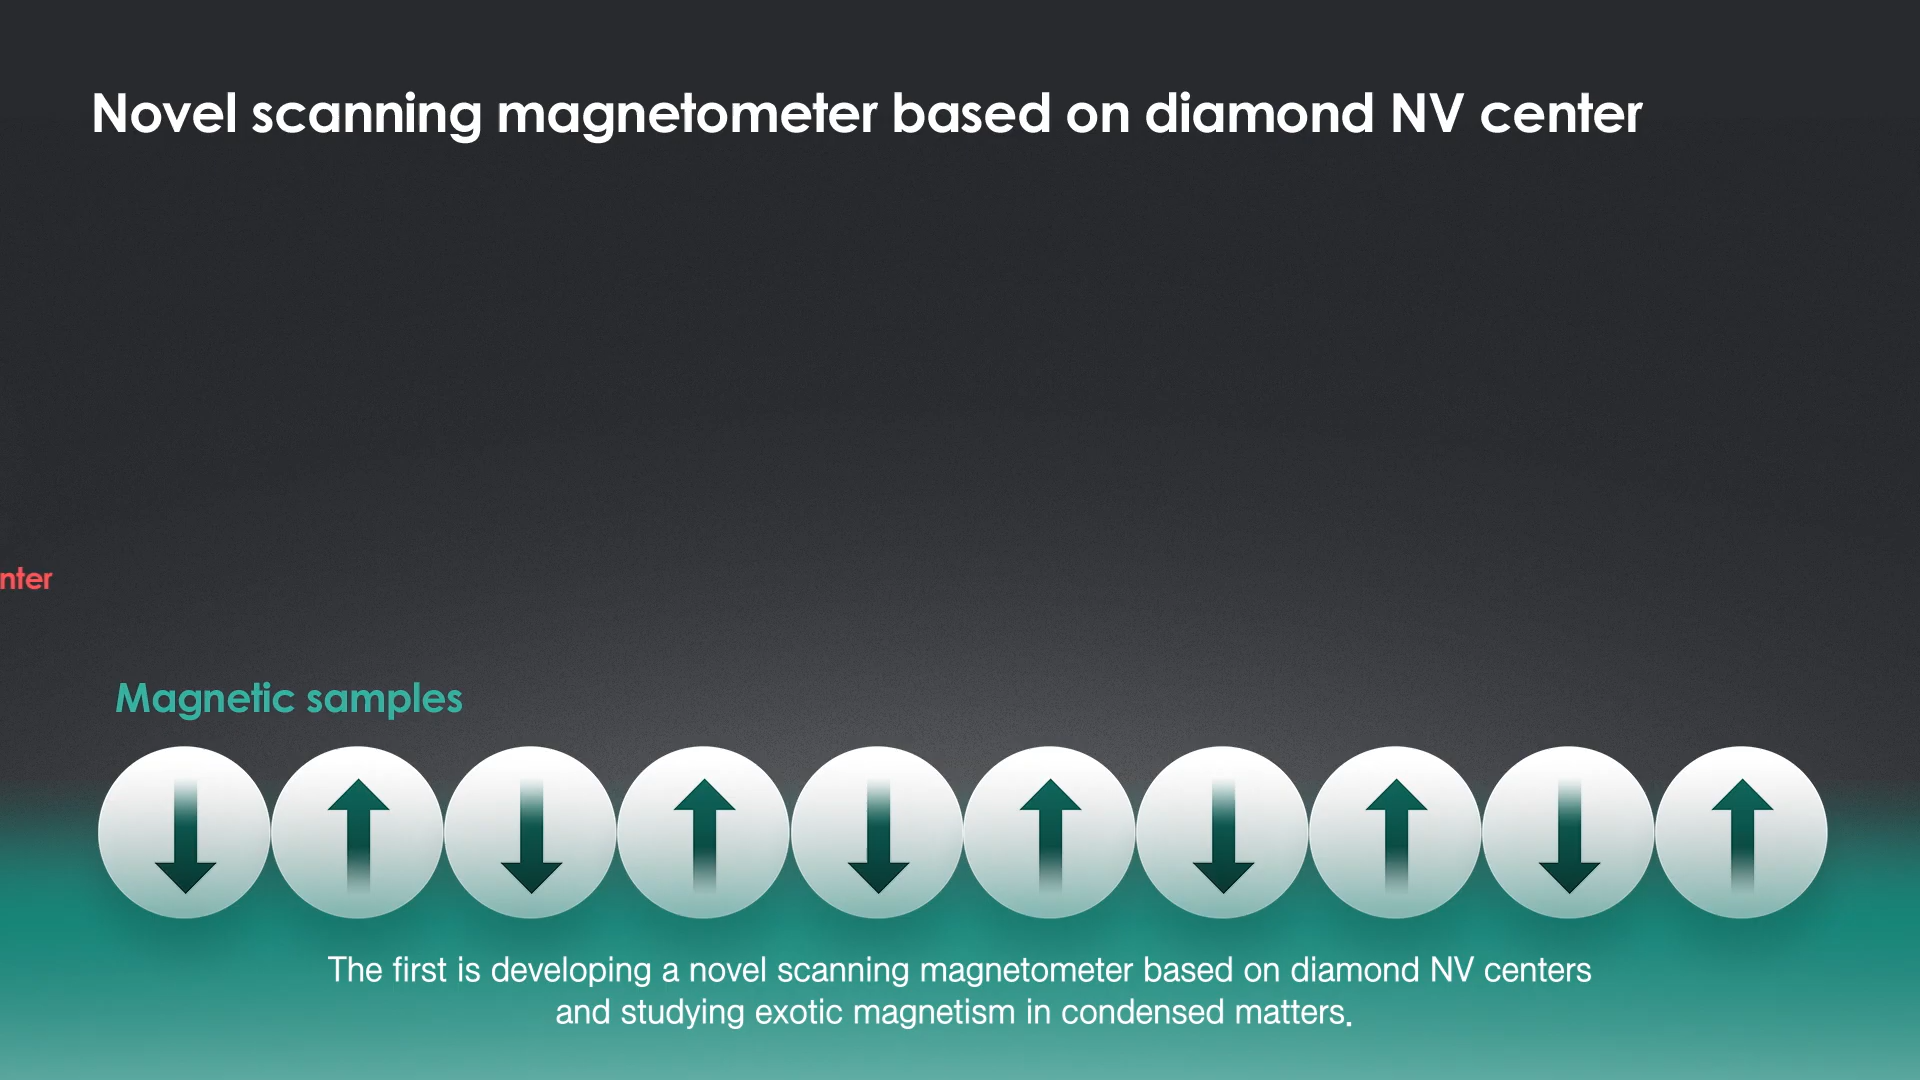 Novel scanning magnetometer based on diamond NV center
nter
Magnetic samples
The first is developing a novel scanning magnetometer based on diamond NV centers
and studying exotic magnetism in condensed matters.